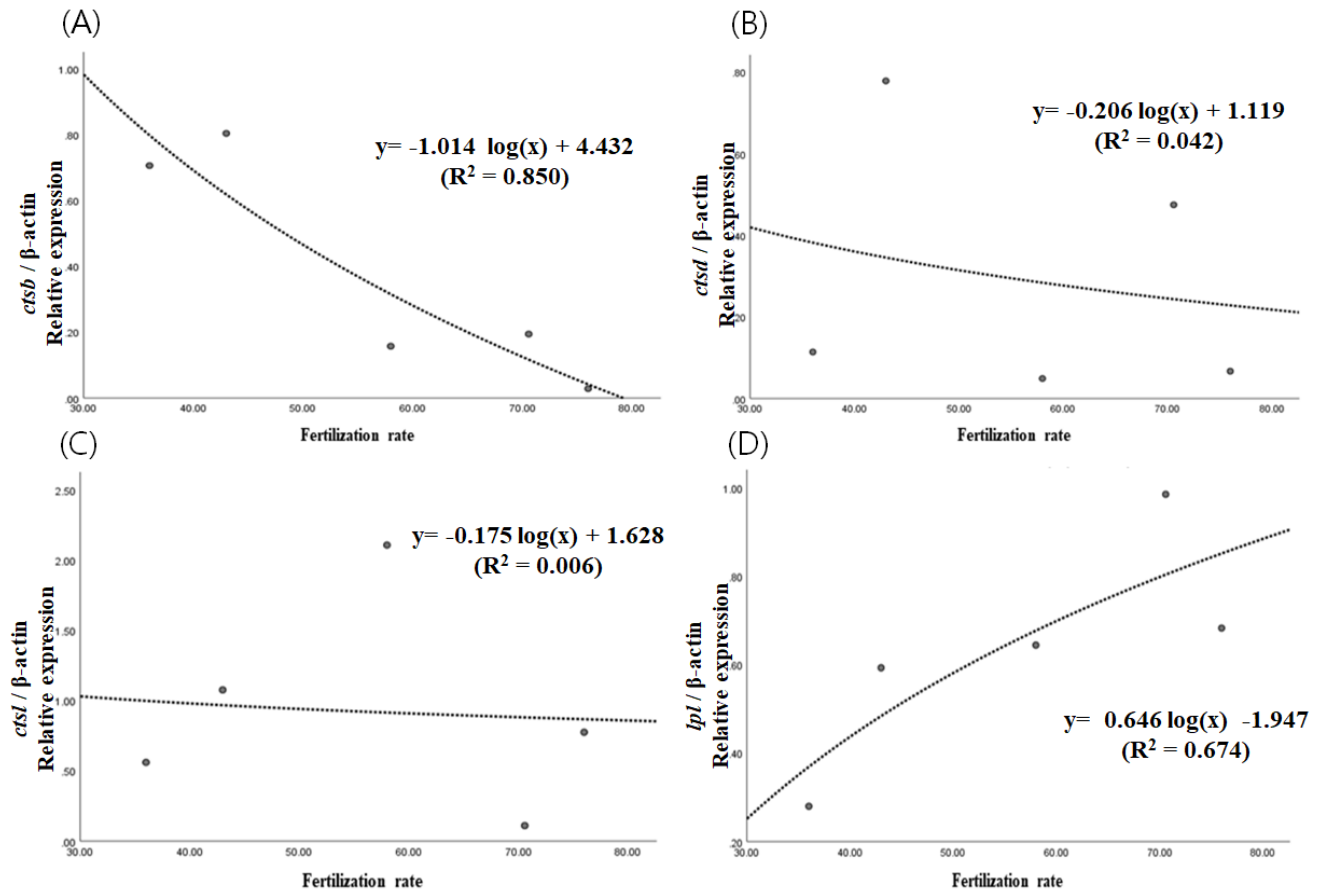 (A)
1.00
.80
.60
.40
.20
.00
30.00 40.00 50.00 60.00 70.00 80.00
ctsb / β-actin
Relative expression
Fertilization rate
y= -1.014 log(x) + 4.432
(R² = 0.850)
(B)
.80
.60
.40
.20
.00
30.00 40.00 50.00 60.00 70.00 80.00
ctsd / β-actin
Relative expression
Fertilization rate
y= -0.206 log(x) + 1.119
(R² = 0.042)
(C)
2.50
2.00
1.50
1.00
.50
.00
30.00 40.00 50.00 60.00 70.00 80.00
ctsl / β-actin
Relative expression
Fertilization rate
y= -0.175 log(x) + 1.628
(R² = 0.006)
(D)
1.00
.80
.60
.40
.20
30.00 40.00 50.00 60.00 70.00 80.00
lpl / β-actin
Relative expression
Fertilization rate
y= 0.646 log(x) -1.947
(R² = 0.674)